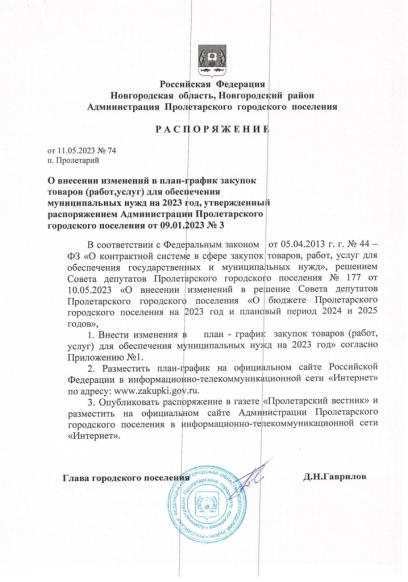 Российская Федерация
Новгородская область, Новгородский район
Администрация Пролетарского городского поселения
РАСПОРЯЖЕНИЕ
от 11.05.2023 № 74
п. Пролетарий
О внесении изменений в план-график закупок
товаров (работ,услуг) для обеспечения
муниципальных нужд на 2023 год, утвержденный
распоряжением Администрации Пролетарского
городского поселения от 09.01.2023 № 3
В соответствии с Федеральным законом от 05.04.2013 г. г. № 44 –
ФЗ «О контрактной системе в сфере закупок товаров, работ, услуг для
обеспечения государственных и муниципальных нужд», решением
Совета депутатов Пролетарского городского поселения № 177 от
10.05.2023 «О внесении изменений в решение Совета депутатов
Пролетарского городского поселения «О бюджете Пролетарского
городского поселения на 2023 год и плановый период 2024 и 2025
годов»,
1. Внести изменения в план - график закупок товаров (работ,
услуг) для обеспечения муниципальных нужд на 2023 год» согласно
Приложению №1.
2. Разместить план-график на официальном сайте Российской
Федерации в информационно-телекоммуникационной сети «Интернет»
по адресу: www.zakupki.gov.ru.
3. Опубликовать распоряжение в газете «Пролетарский вестник» и
разместить на официальном сайте Администрации Пролетарского
городского поселения в информационно-телекоммуникационной сети
«Интернет».
Глава городского поселения Д.Н.Гаврилов